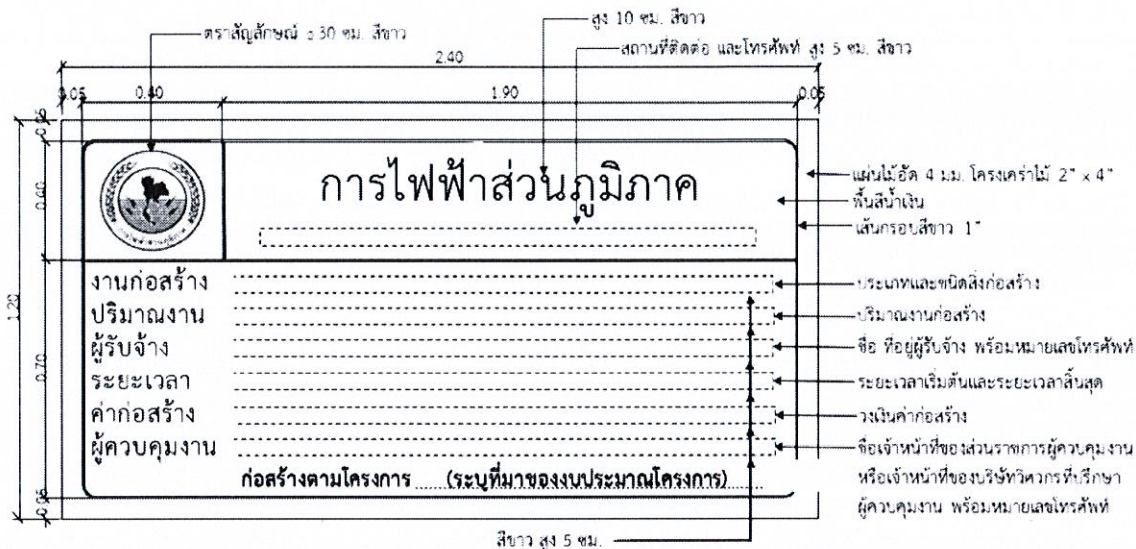 ตราสัญลักษณ์ ๐ 30 ซม. สีขาว
สูง 10 ซม. สีขาว
สถานที่ติดต่อ และโทรศัพท์ สูง 5 ซม. สีขาว
2.40
0.05 0.40 1.90 0.05
0.05
0.40
1.20
0.70
0.05
การไฟฟ้าส่วนภูมิภาค
การไฟฟ้าส่วนภูมิภาค
แผ่นไม้อัด 4 มม. โครงเคร่าไม้ 2" x 4"
พื้นสีน้ำเงิน
เส้นกรอบสีขาว 1"
งานก่อสร้าง
ประเภทและชนิดสิ่งก่อสร้าง
ปริมาณงาน
ปริมาณงานก่อสร้าง
ผู้รับจ้าง
ชื่อ ที่อยู่ผู้รับจ้าง พร้อมหมายเลขโทรศัพท์
ระยะเวลา
ระยะเวลาเริ่มต้นและระยะเวลาสิ้นสุด
ค่าก่อสร้าง
วงเงินค่าก่อสร้าง
ผู้ควบคุมงาน
ชื่อเจ้าหน้าที่ของส่วนราชการผู้ควบคุมงาน
หรือเจ้าหน้าที่ของบริษัทวิศวกรที่ปรึกษา
ผู้ควบคุมงาน พร้อมหมายเลขโทรศัพท์
ก่อสร้างตามโครงการ ......(ระบุที่มาของงบประมาณโครงการ)......
สีขาว สูง 5 ซม.